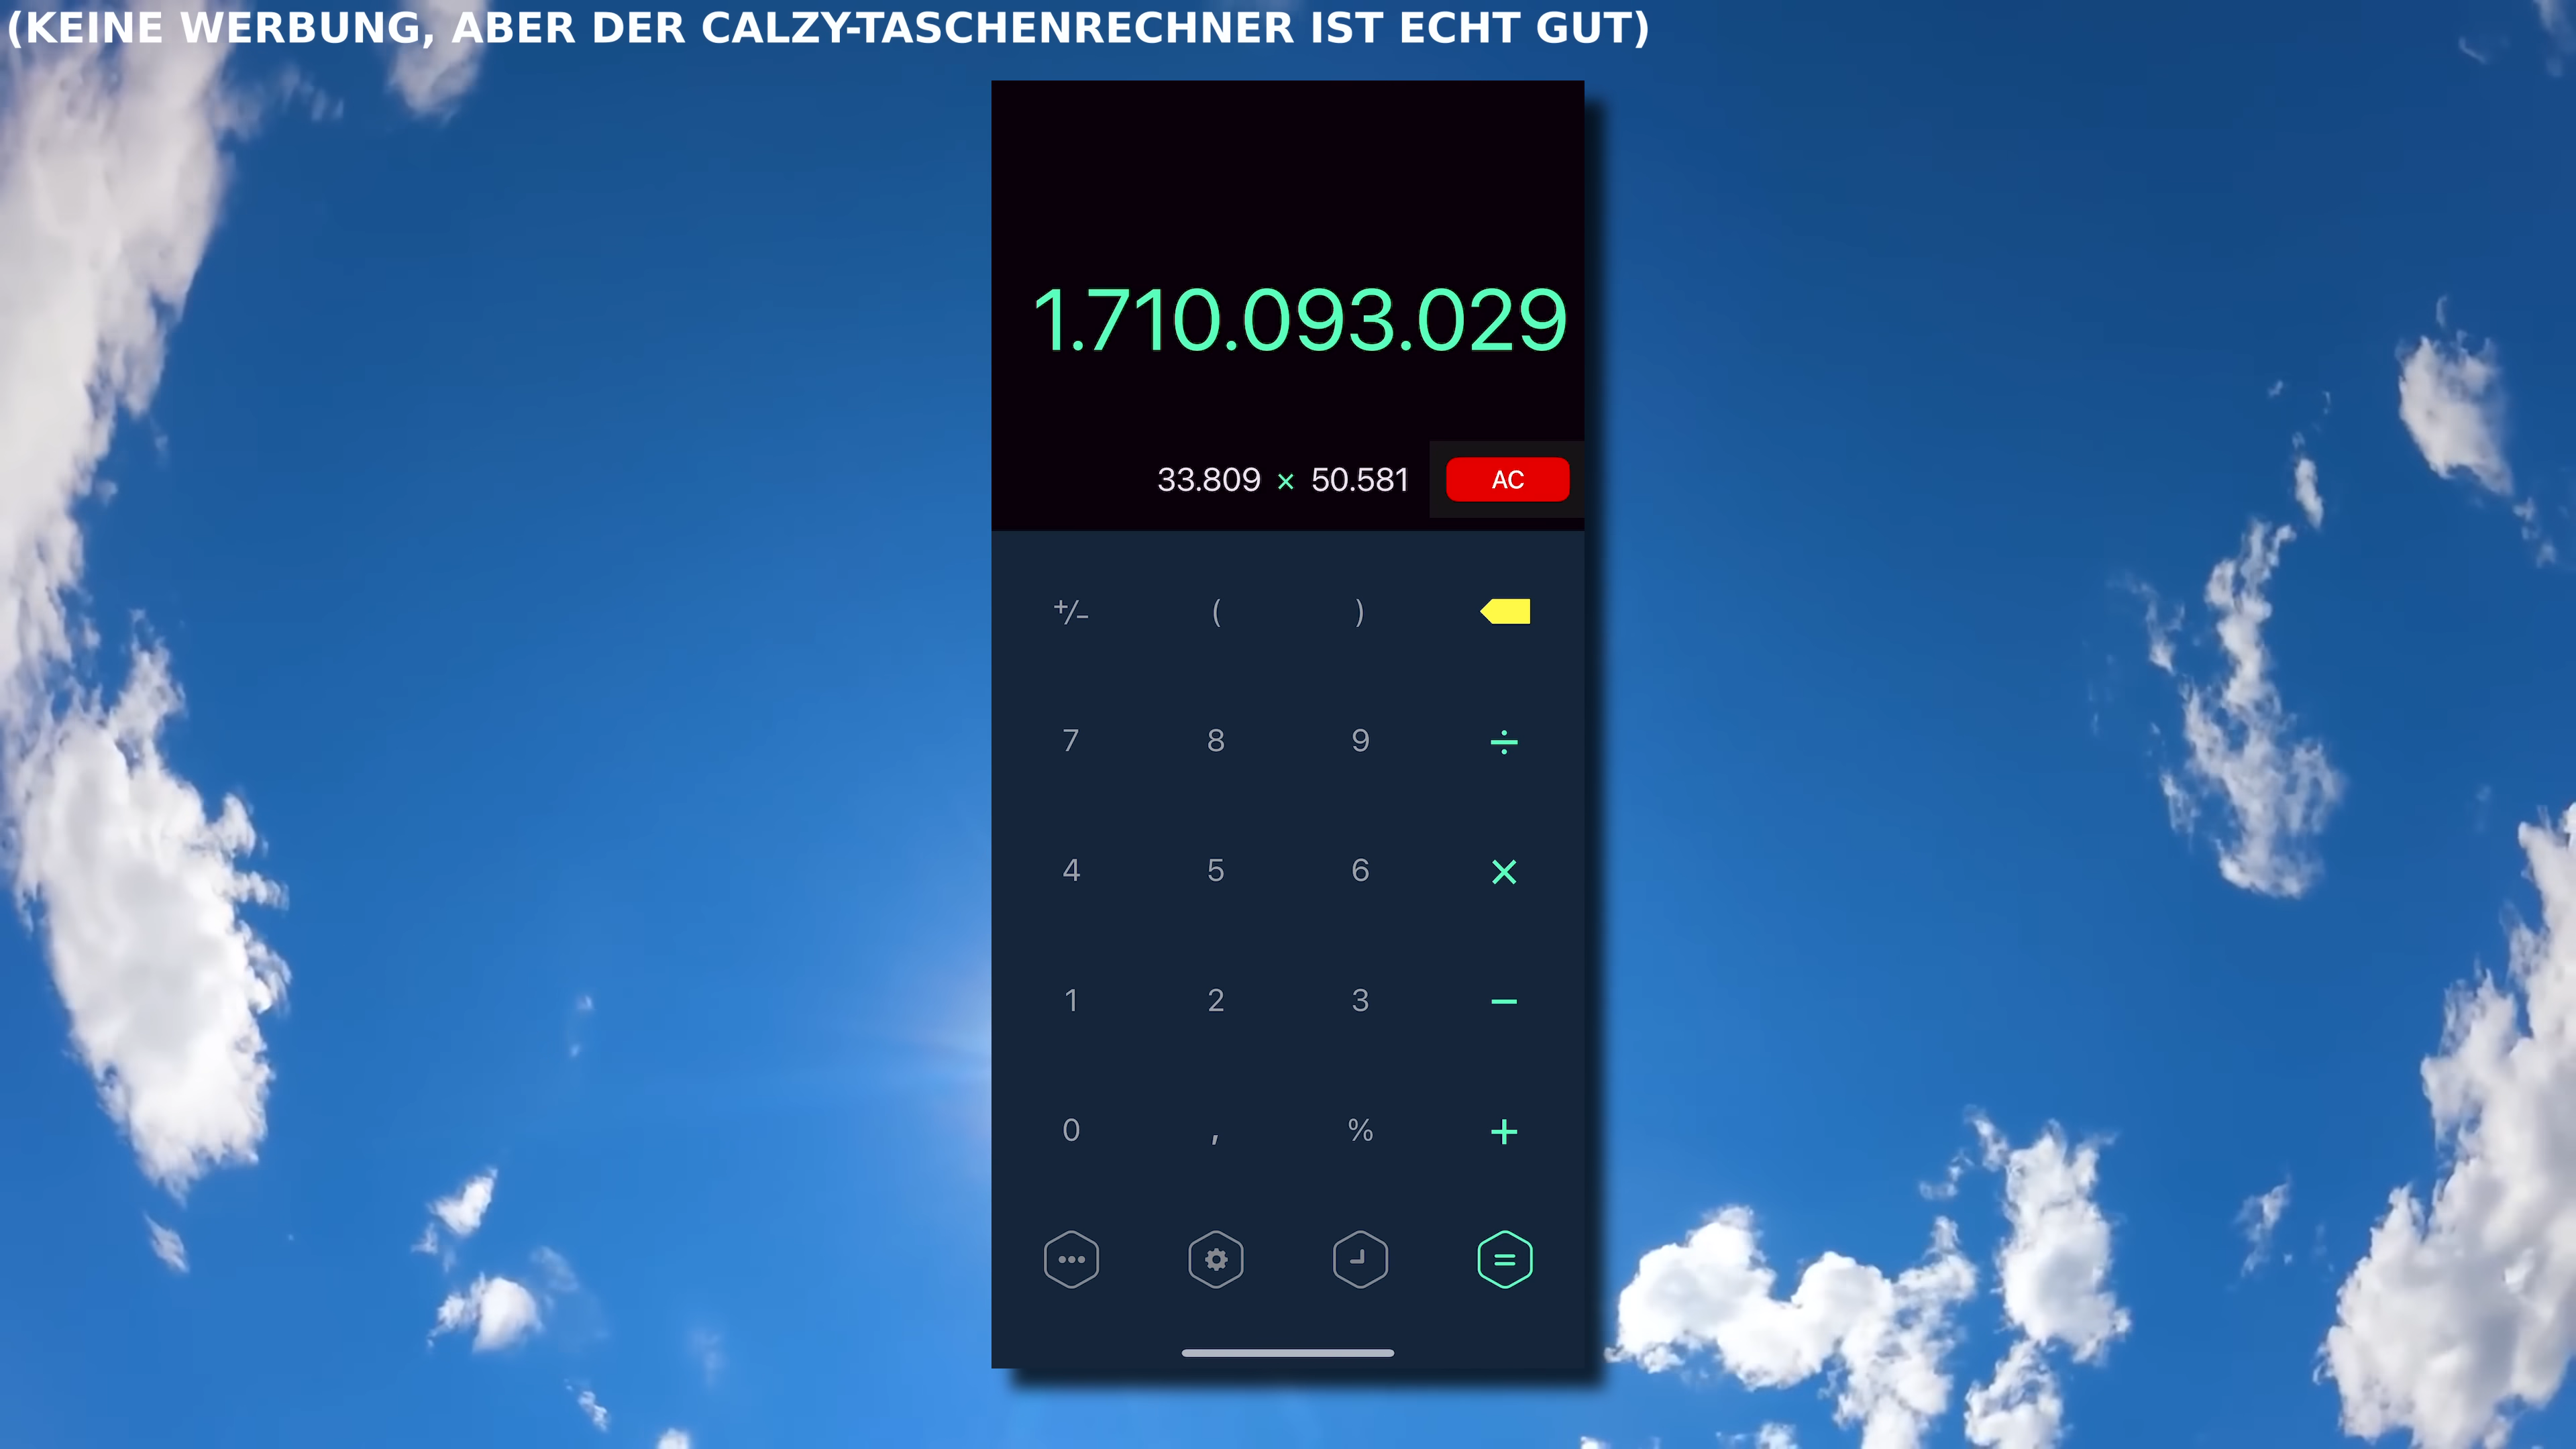 (KEINE WERBUNG, ABER DER CALZY-TASCHENRECHNER IST ECHT GUT)
1.710.093.029
33.809 × 50.581 AC
+/− ( )
7 8 9 ÷
4 5 6 ×
1 2 3 −
0 , % +
=